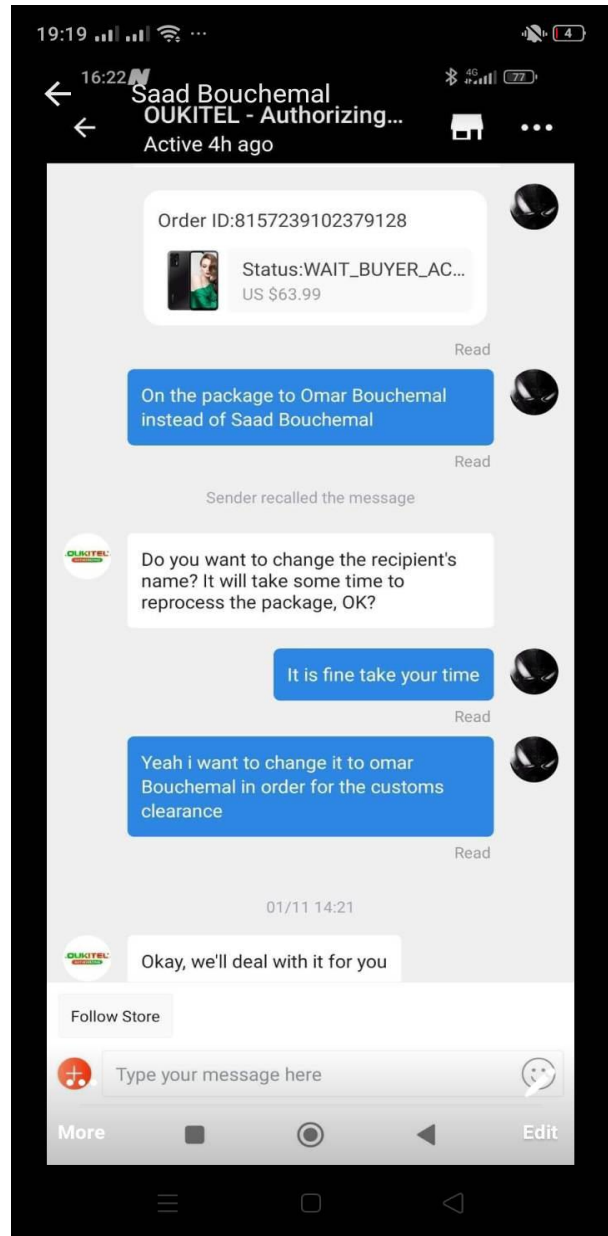 19:19 ...
4
16:22 N
4G
77
Saad Bouchemal
OUKITEL - Authorizing...
Active 4h ago
Order ID:8157239102379128
Status:WAIT_BUYER_AC...
US $63.99
Read
On the package to Omar Bouchemal
instead of Saad Bouchemal
Read
Sender recalled the message
OUKITEL
Do you want to change the recipient's
name? It will take some time to
reprocess the package, OK?
It is fine take your time
Read
Yeah i want to change it to omar
Bouchemal in order for the customs
clearance
Read
01/11 14:21
OUKITEL
Okay, we'll deal with it for you
Follow Store
Type your message here
More
Edit